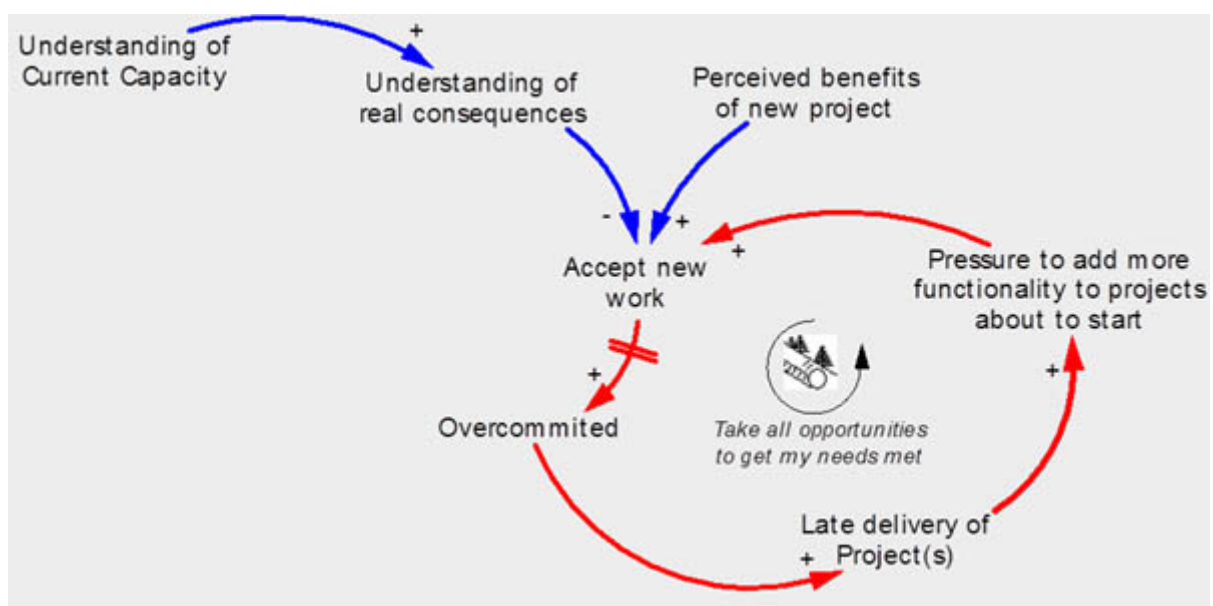 Understanding of
Current Capacity
+
Understanding of
real consequences
Perceived benefits
of new project
-
+
+
Accept new
work
Pressure to add more
functionality to projects
about to start
+
+
Overcommited
Take all opportunities
to get my needs met
Late delivery of
Project(s)
+